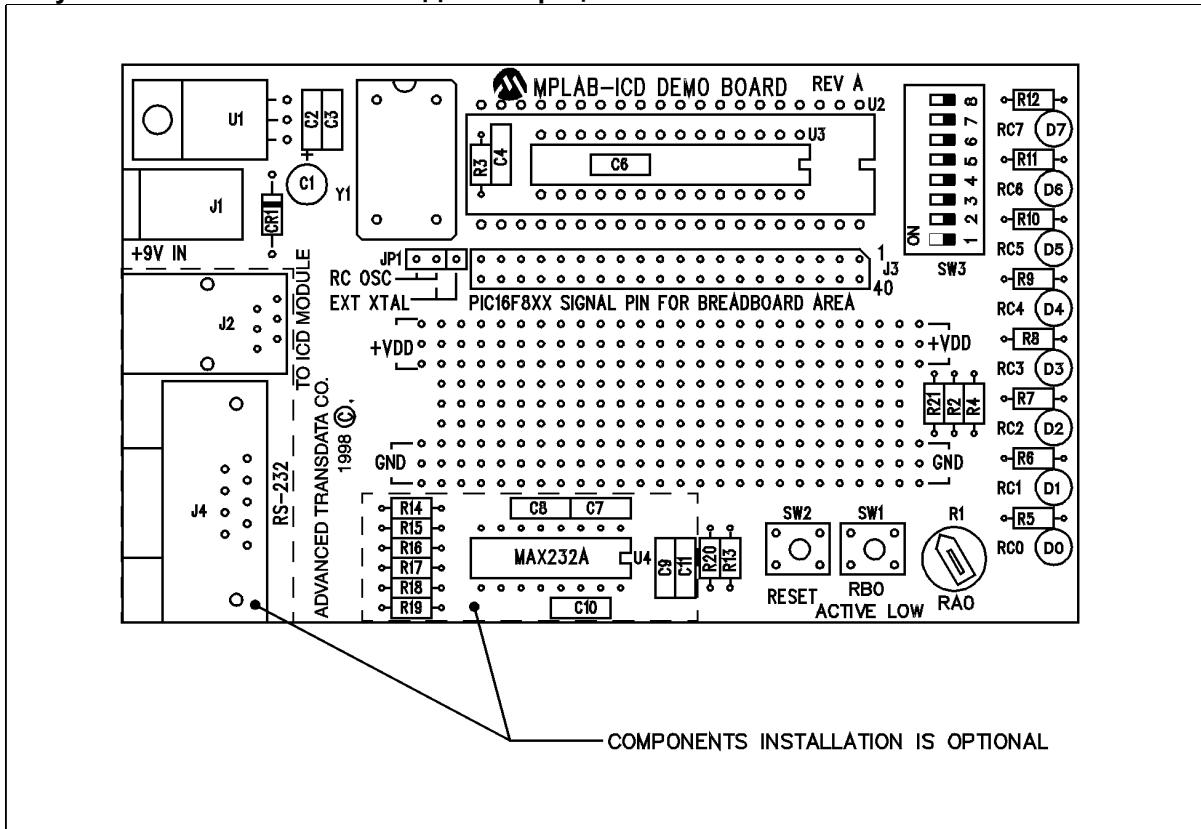 MPLAB-ICD DEMO BOARD REV A
U1
C2
C3
+
C1
Y1
J1
CR1
+9V IN
R3
C4
C6
U3
U2
8
7
6
5
4
3
2
1
ON
SW3
R12
RC7 D7
R11
RC6 D6
R10
RC5 D5
R9
RC4 D4
R8
RC3 D3
R7
RC2 D2
R6
RC1 D1
R5
RC0 D0
JP1
RC OSC
EXT XTAL
1
J3
40
PIC16F8XX SIGNAL PIN FOR BREADBOARD AREA
J2
TO ICD MODULE
+VDD
+VDD
R21
R2
R4
GND
GND
J4
RS-232
ADVANCED TRANSDATA CO.
1998 ©.
R14
R15
R16
R17
R18
R19
C8
C7
MAX232A
U4
C10
C9
C11
R20
R13
SW2
RESET
SW1
RB0
ACTIVE LOW
R1
RA0
COMPONENTS INSTALLATION IS OPTIONAL